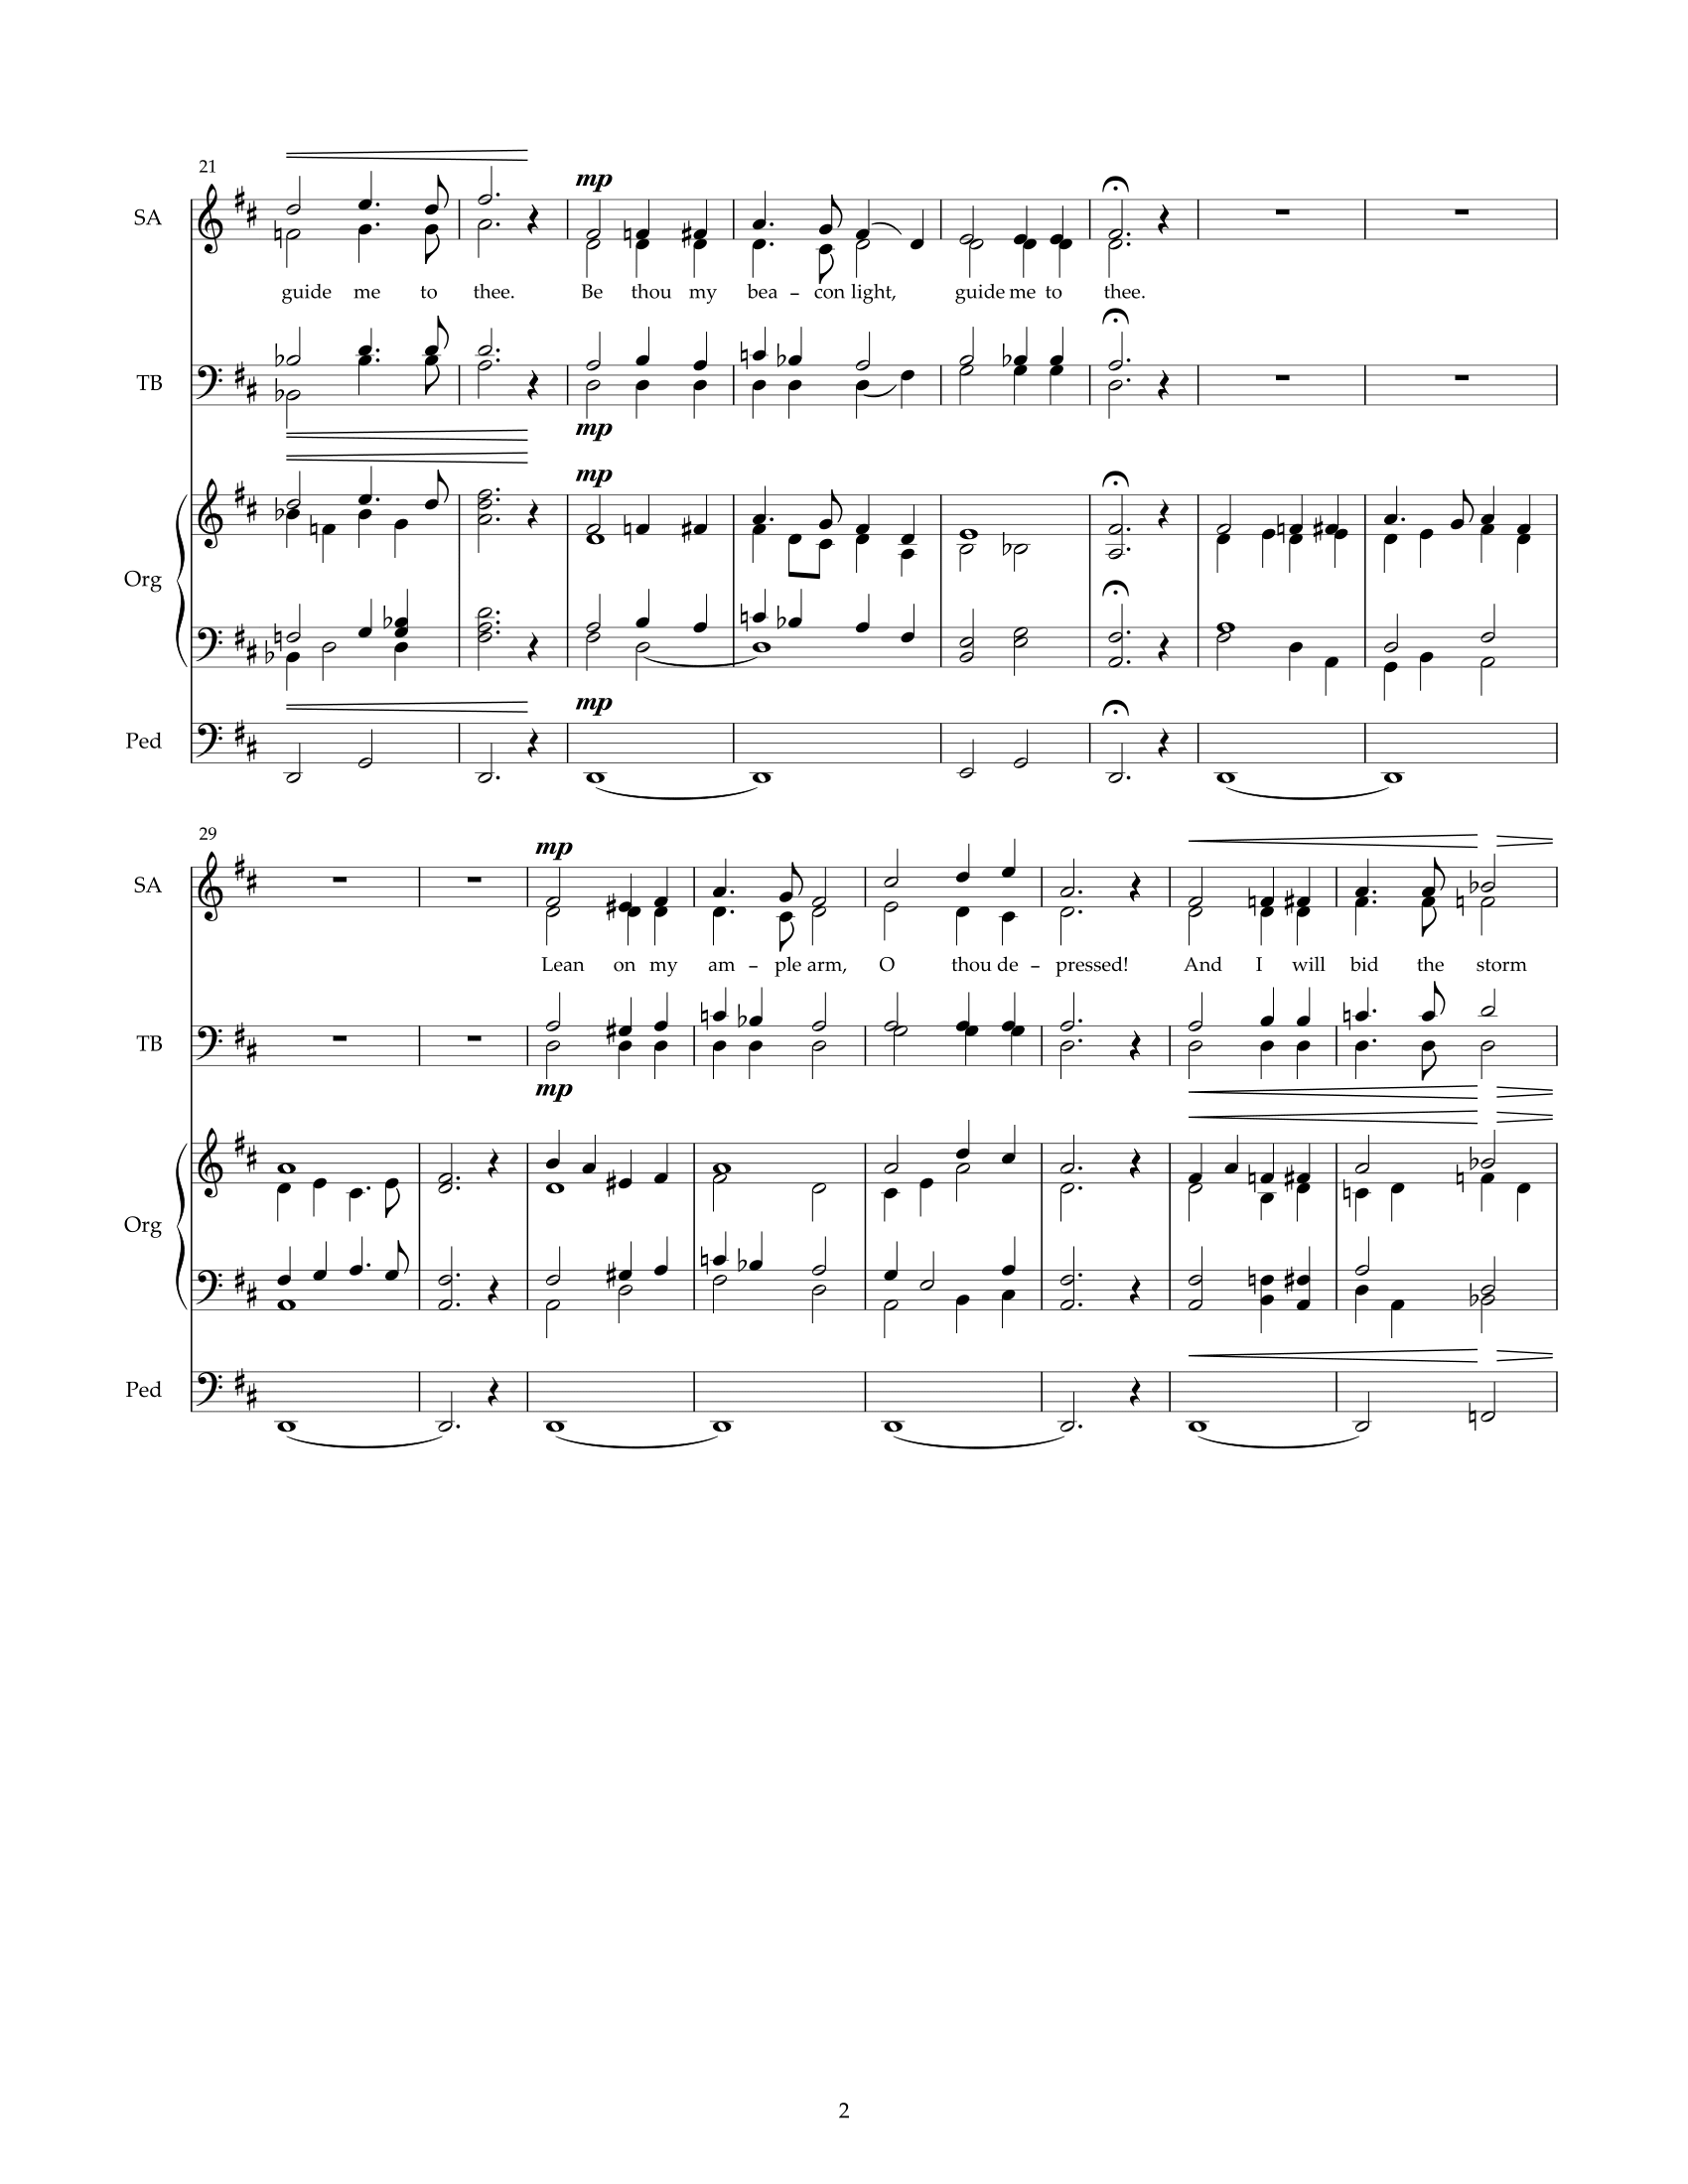 21
mp
SA
guide me to thee. Be thou my bea – con light, guide me to thee.
TB
mp
mp
Org
mp
Ped
29
mp
SA
Lean on my am – ple arm, O thou de – pressed! And I will bid the storm
TB
mp
Org
Ped
2